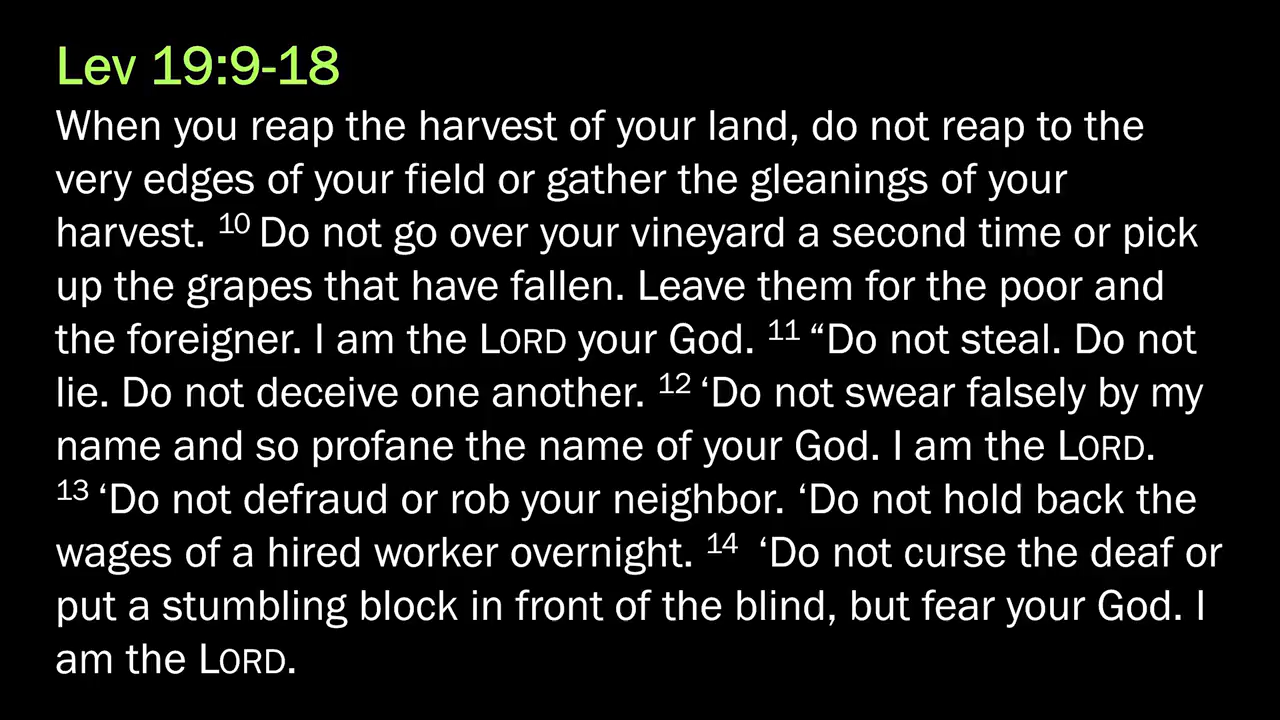 Lev 19:9-18
When you reap the harvest of your land, do not reap to the
very edges of your field or gather the gleanings of your
harvest. 10 Do not go over your vineyard a second time or pick
up the grapes that have fallen. Leave them for the poor and
the foreigner. I am the LORD your God. 11 “Do not steal. Do not
lie. Do not deceive one another. 12 ‘Do not swear falsely by my
name and so profane the name of your God. I am the LORD.
13 ‘Do not defraud or rob your neighbor. ‘Do not hold back the
wages of a hired worker overnight. 14 ‘Do not curse the deaf or
put a stumbling block in front of the blind, but fear your God. I
am the LORD.